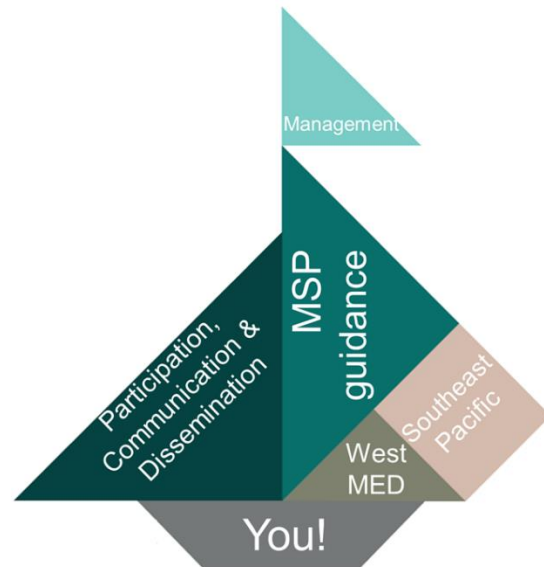 Management
MSP
guidance
Participation,
Communication &
Dissemination
Southeast
Pacific
West
MED
You!